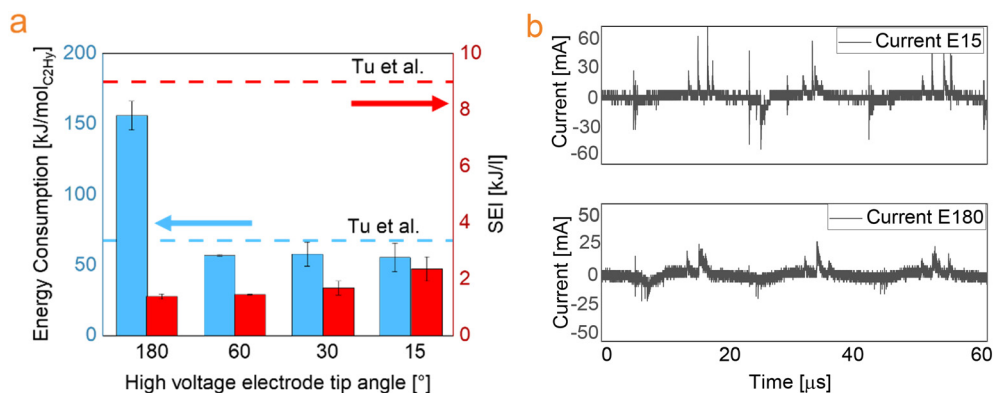 a
Energy Consumption [kJ/mol_C2Hy]
200
150
100
50
0
Tu et al.
Tu et al.
10
8
6
4
2
0
SEI [kJ/l]
180 60 30 15
High voltage electrode tip angle [°]
b
Current [mA]
60
30
0
-30
-60
Current E15
Current [mA]
50
25
0
-25
-50
Current E180
0 20 40 60
Time [μs]